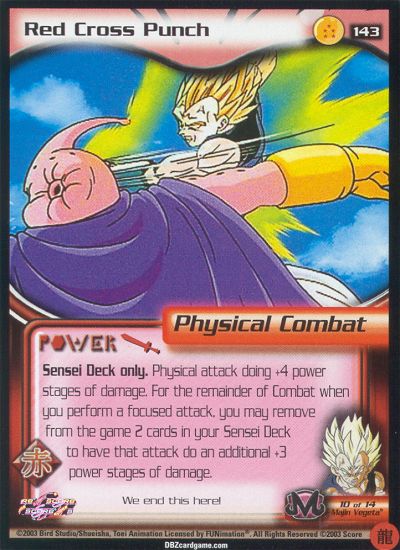 Red Cross Punch
143
Physical Combat
POWER
Sensei Deck only. Physical attack doing +4 power
stages of damage. For the remainder of Combat when
you perform a focused attack, you may remove
from the game 2 cards in your Sensei Deck
to have that attack do an additional +3
power stages of damage.
赤
We end this here!
RE Z SCORE
M
10 of 14
Majin Vegeta
龍
©2003 Bird Studio/Shueisha, Toei Animation Licensed by FUNimation®. All Rights Reserved ©2003 Score
DBZcardgame.com